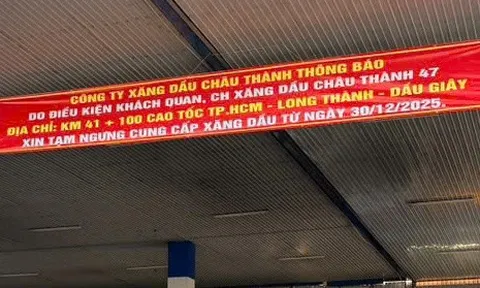 CÔNG TY XĂNG DẦU CHÂU THÀNH THÔNG BÁO
DO ĐIỀU KIỆN KHÁCH QUAN, CH XĂNG DẦU CHÂU THÀNH 47
ĐỊA CHỈ: KM 41 + 100 CAO TỐC TP.HCM - LONG THÀNH - DẦU GIÂY
XIN TẠM NGƯNG CUNG CẤP XĂNG DẦU TỪ NGÀY 30/12/2025.